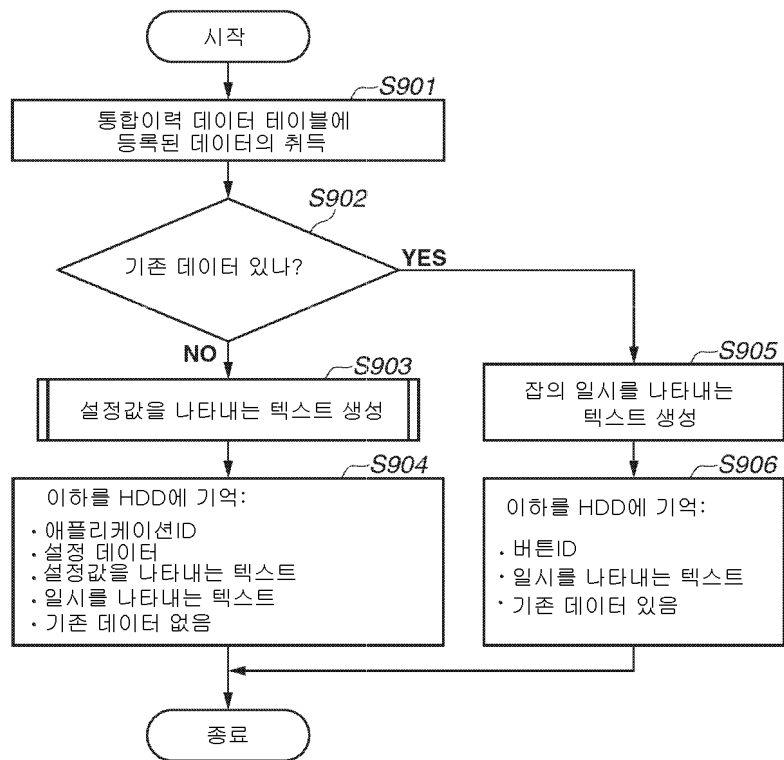 시작
S901
통합이력 데이터 테이블에
등록된 데이터의 취득
S902
기존 데이터 있나?
YES
NO
S903
설정값을 나타내는 텍스트 생성
S905
잡의 일시를 나타내는
텍스트 생성
S904
이하를 HDD에 기억:
· 애플리케이션ID
· 설정 데이터
· 설정값을 나타내는 텍스트
· 일시를 나타내는 텍스트
· 기존 데이터 없음
S906
이하를 HDD에 기억:
· 버튼ID
· 일시를 나타내는 텍스트
· 기존 데이터 있음
종료